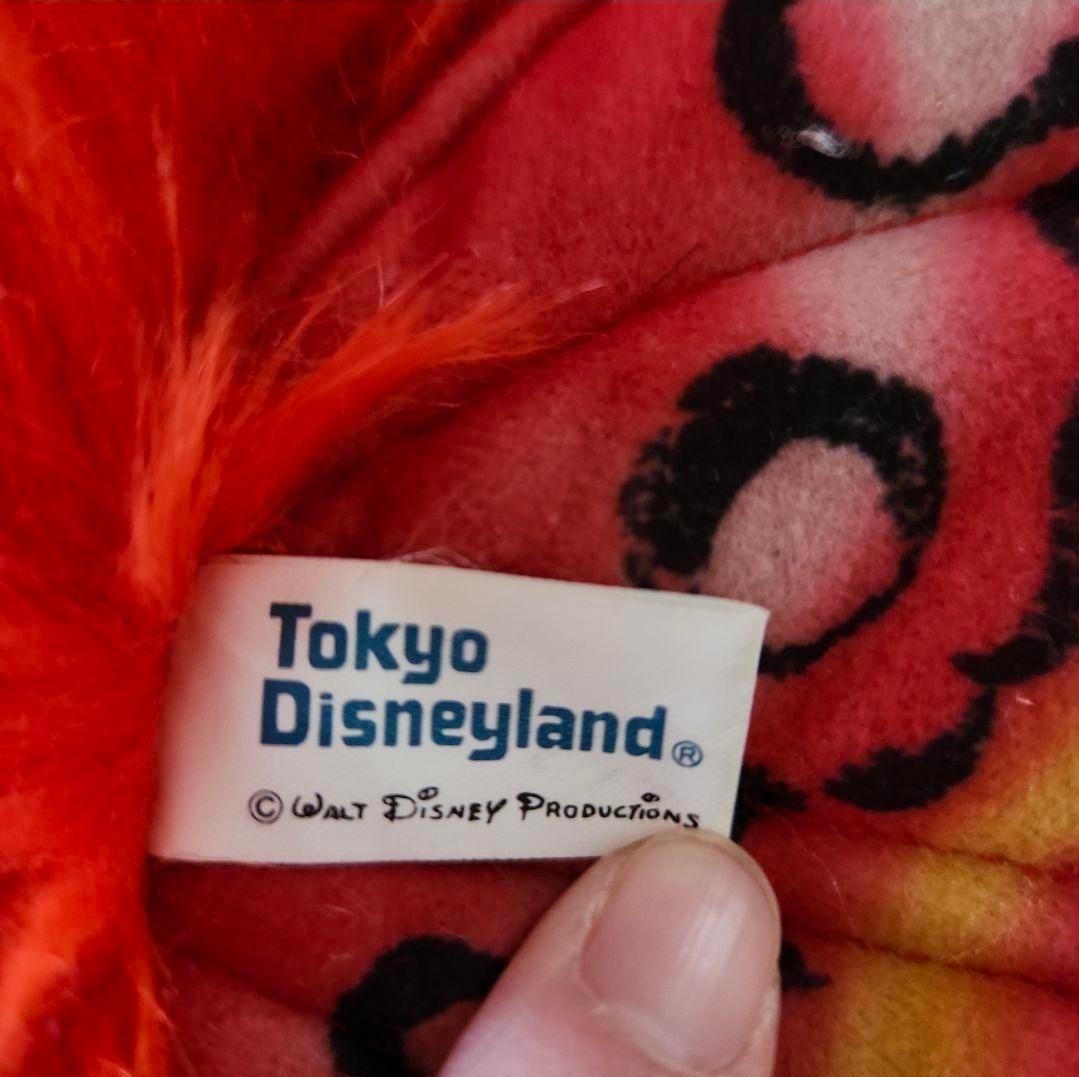 Tokyo
Disneyland®
© Walt Disney Productions